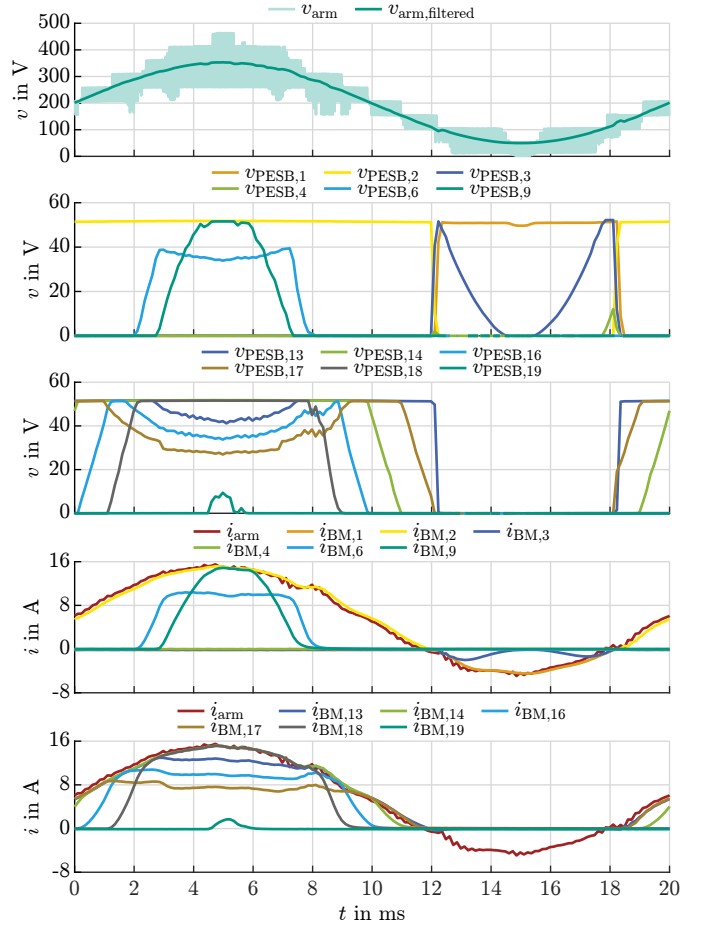 v_arm v_arm,filtered
500
400
300
200
100
0
v in V
v_PESB,1 v_PESB,2 v_PESB,3
v_PESB,4 v_PESB,6 v_PESB,9
60
40
20
0
v in V
v_PESB,13 v_PESB,14 v_PESB,16
v_PESB,17 v_PESB,18 v_PESB,19
60
40
20
0
v in V
i_arm i_BM,1 i_BM,2 i_BM,3
i_BM,4 i_BM,6 i_BM,9
16
8
0
-8
i in A
i_arm i_BM,13 i_BM,14 i_BM,16
i_BM,17 i_BM,18 i_BM,19
16
8
0
-8
i in A
0 2 4 6 8 10 12 14 16 18 20
t in ms